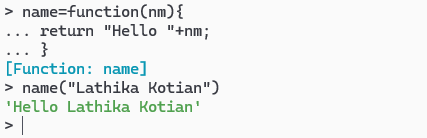 > name=function(nm){
... return "Hello "+nm;
... }
[Function: name]
> name("Lathika Kotian")
'Hello Lathika Kotian'
>